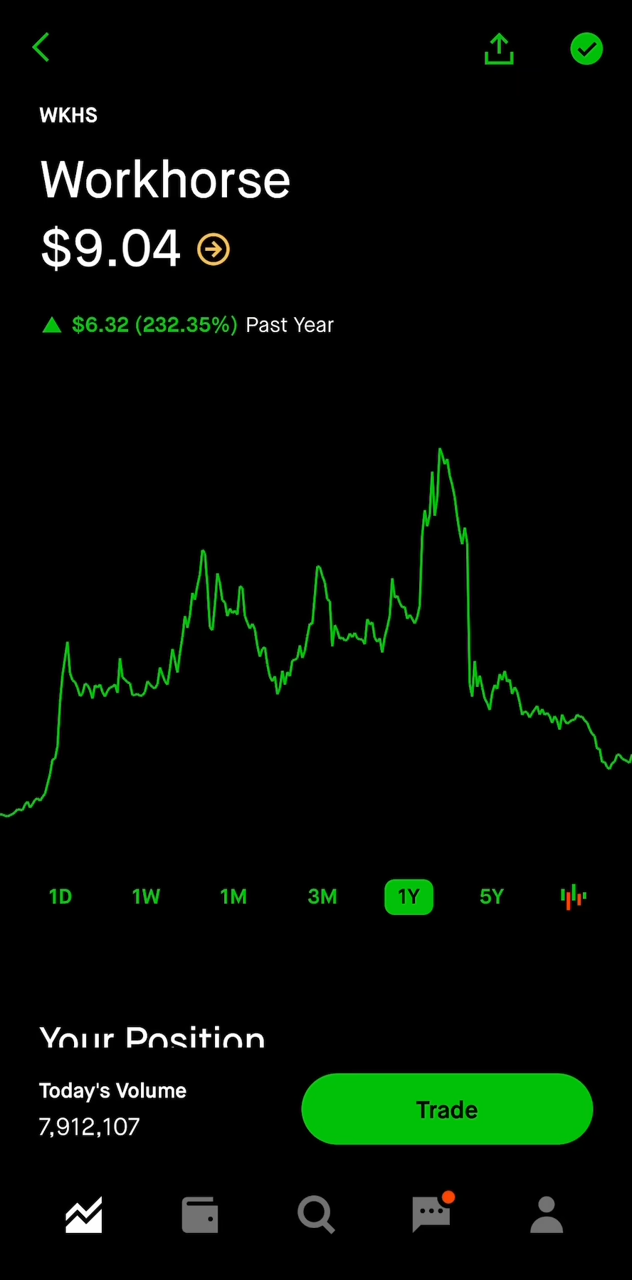 WKHS
Workhorse
$9.04
$6.32 (232.35%) Past Year
1D 1W 1M 3M 1Y 5Y
Your Position
Today's Volume
7,912,107
Trade